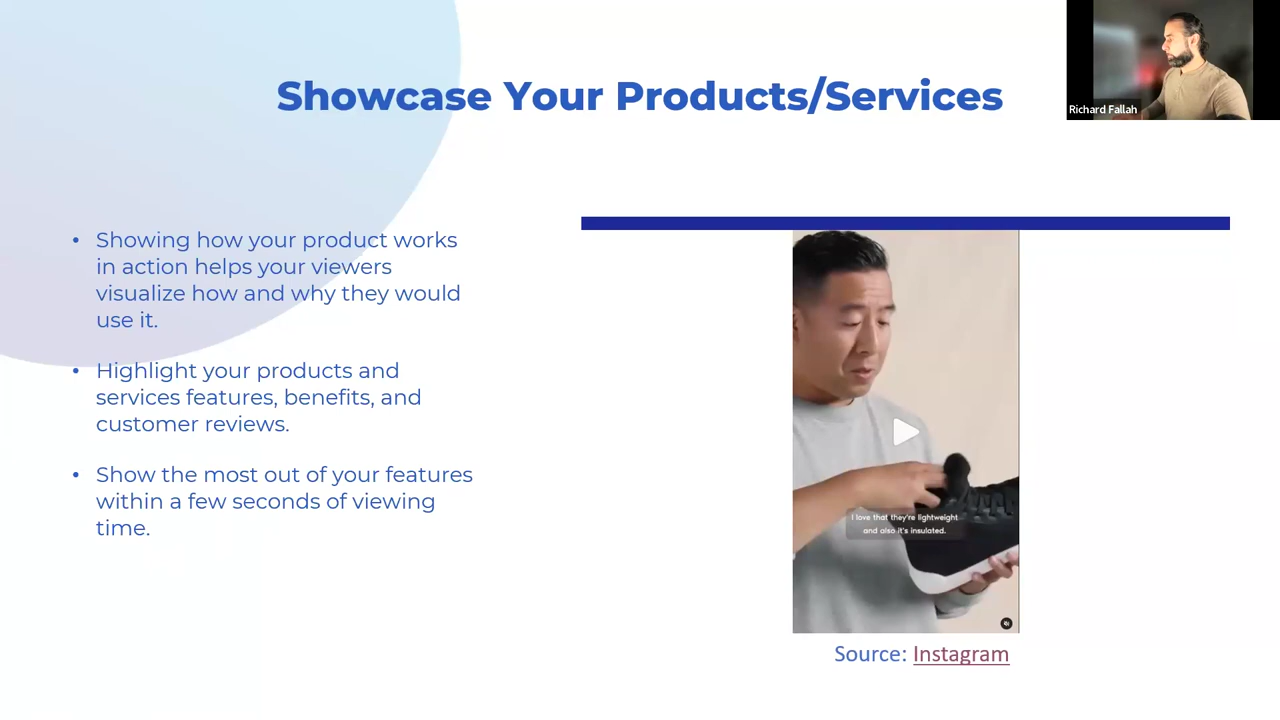 Showcase Your Products/Services
Richard Fallah
• Showing how your product works
in action helps your viewers
visualize how and why they would
use it.
• Highlight your products and
services features, benefits, and
customer reviews.
• Show the most out of your features
within a few seconds of viewing
time.
I love that they're lightweight
and also it's insulated.
Source: Instagram